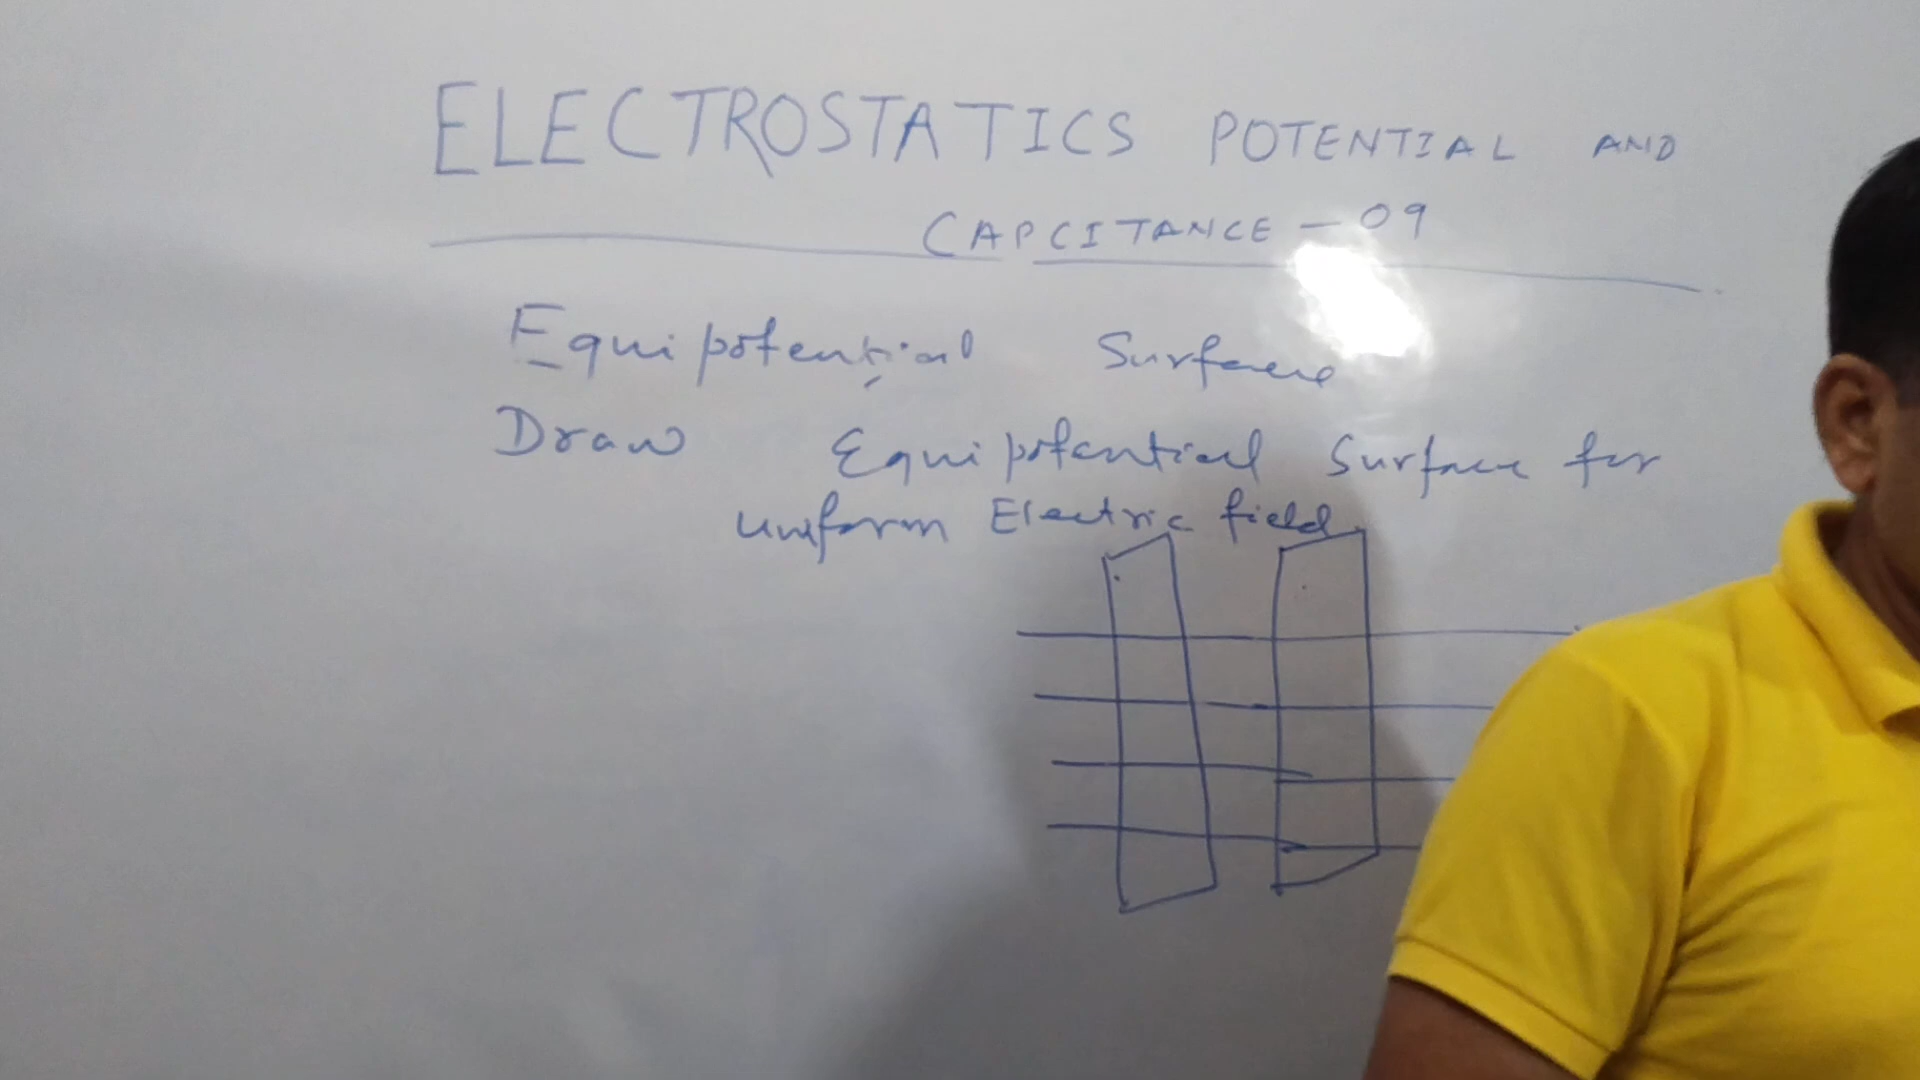 ELECTROSTATICS POTENTIAL AND
CAPCITANCE - 09
Equipotential Surface
Draw Equipotential Surface for
uniform Electric field